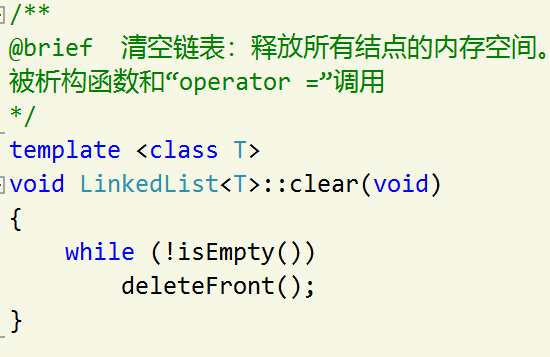 /**
@brief  清空链表：释放所有结点的内存空间。
被析构函数和“operator =”调用
*/
template <class T>
void LinkedList<T>::clear(void)
{
    while (!isEmpty())
        deleteFront();
}